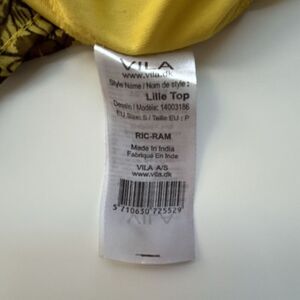 VILA
www.vila.dk
Style Name / Nom de style :
Lille Top
Dessin / Modele: 14003186
EU Size: S / Taille EU : P
RIC-RAM
Made In India
Fabriqué En Inde
VILA A/S
www.vila.dk
5 710630 725529